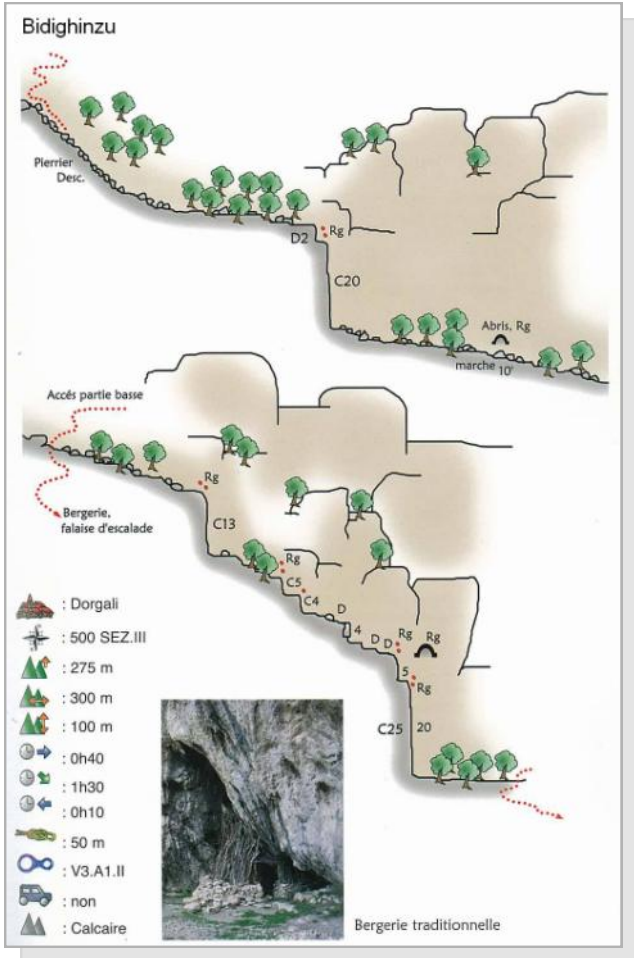 Bidighinzu
Pierrier
Desc.
D2
Rg
C20
Abris, Rg
marche 10'
Accés partie basse
Rg
Bergerie,
falaise d'escalade
C13
Rg
C5
C4
D
4
D
D
Rg
Rg
5
Rg
C25
20
: Dorgali
: 500 SEZ.III
: 275 m
: 300 m
: 100 m
: 0h40
: 1h30
: 0h10
: 50 m
: V3.A1.II
: non
: Calcaire
Bergerie traditionnelle